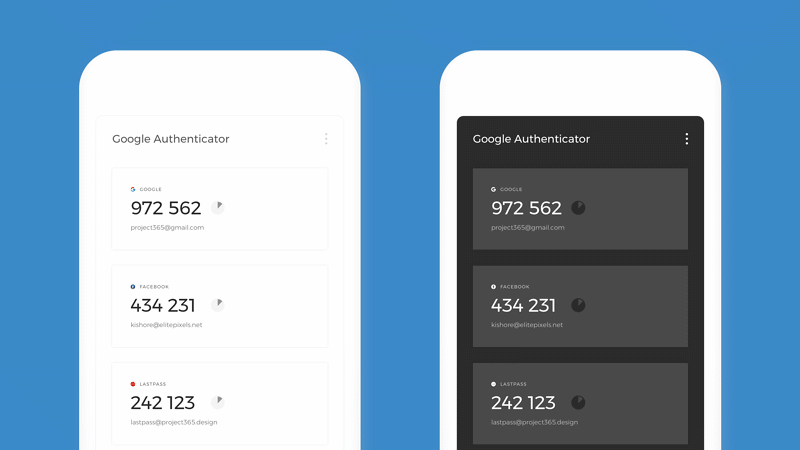 Google Authenticator
GOOGLE
972 562
project365@gmail.com
FACEBOOK
434 231
kishore@elitepixels.net
LASTPASS
242 123
lastpass@project365.design
Google Authenticator
GOOGLE
972 562
project365@gmail.com
FACEBOOK
434 231
kishore@elitepixels.net
LASTPASS
242 123
lastpass@project365.design